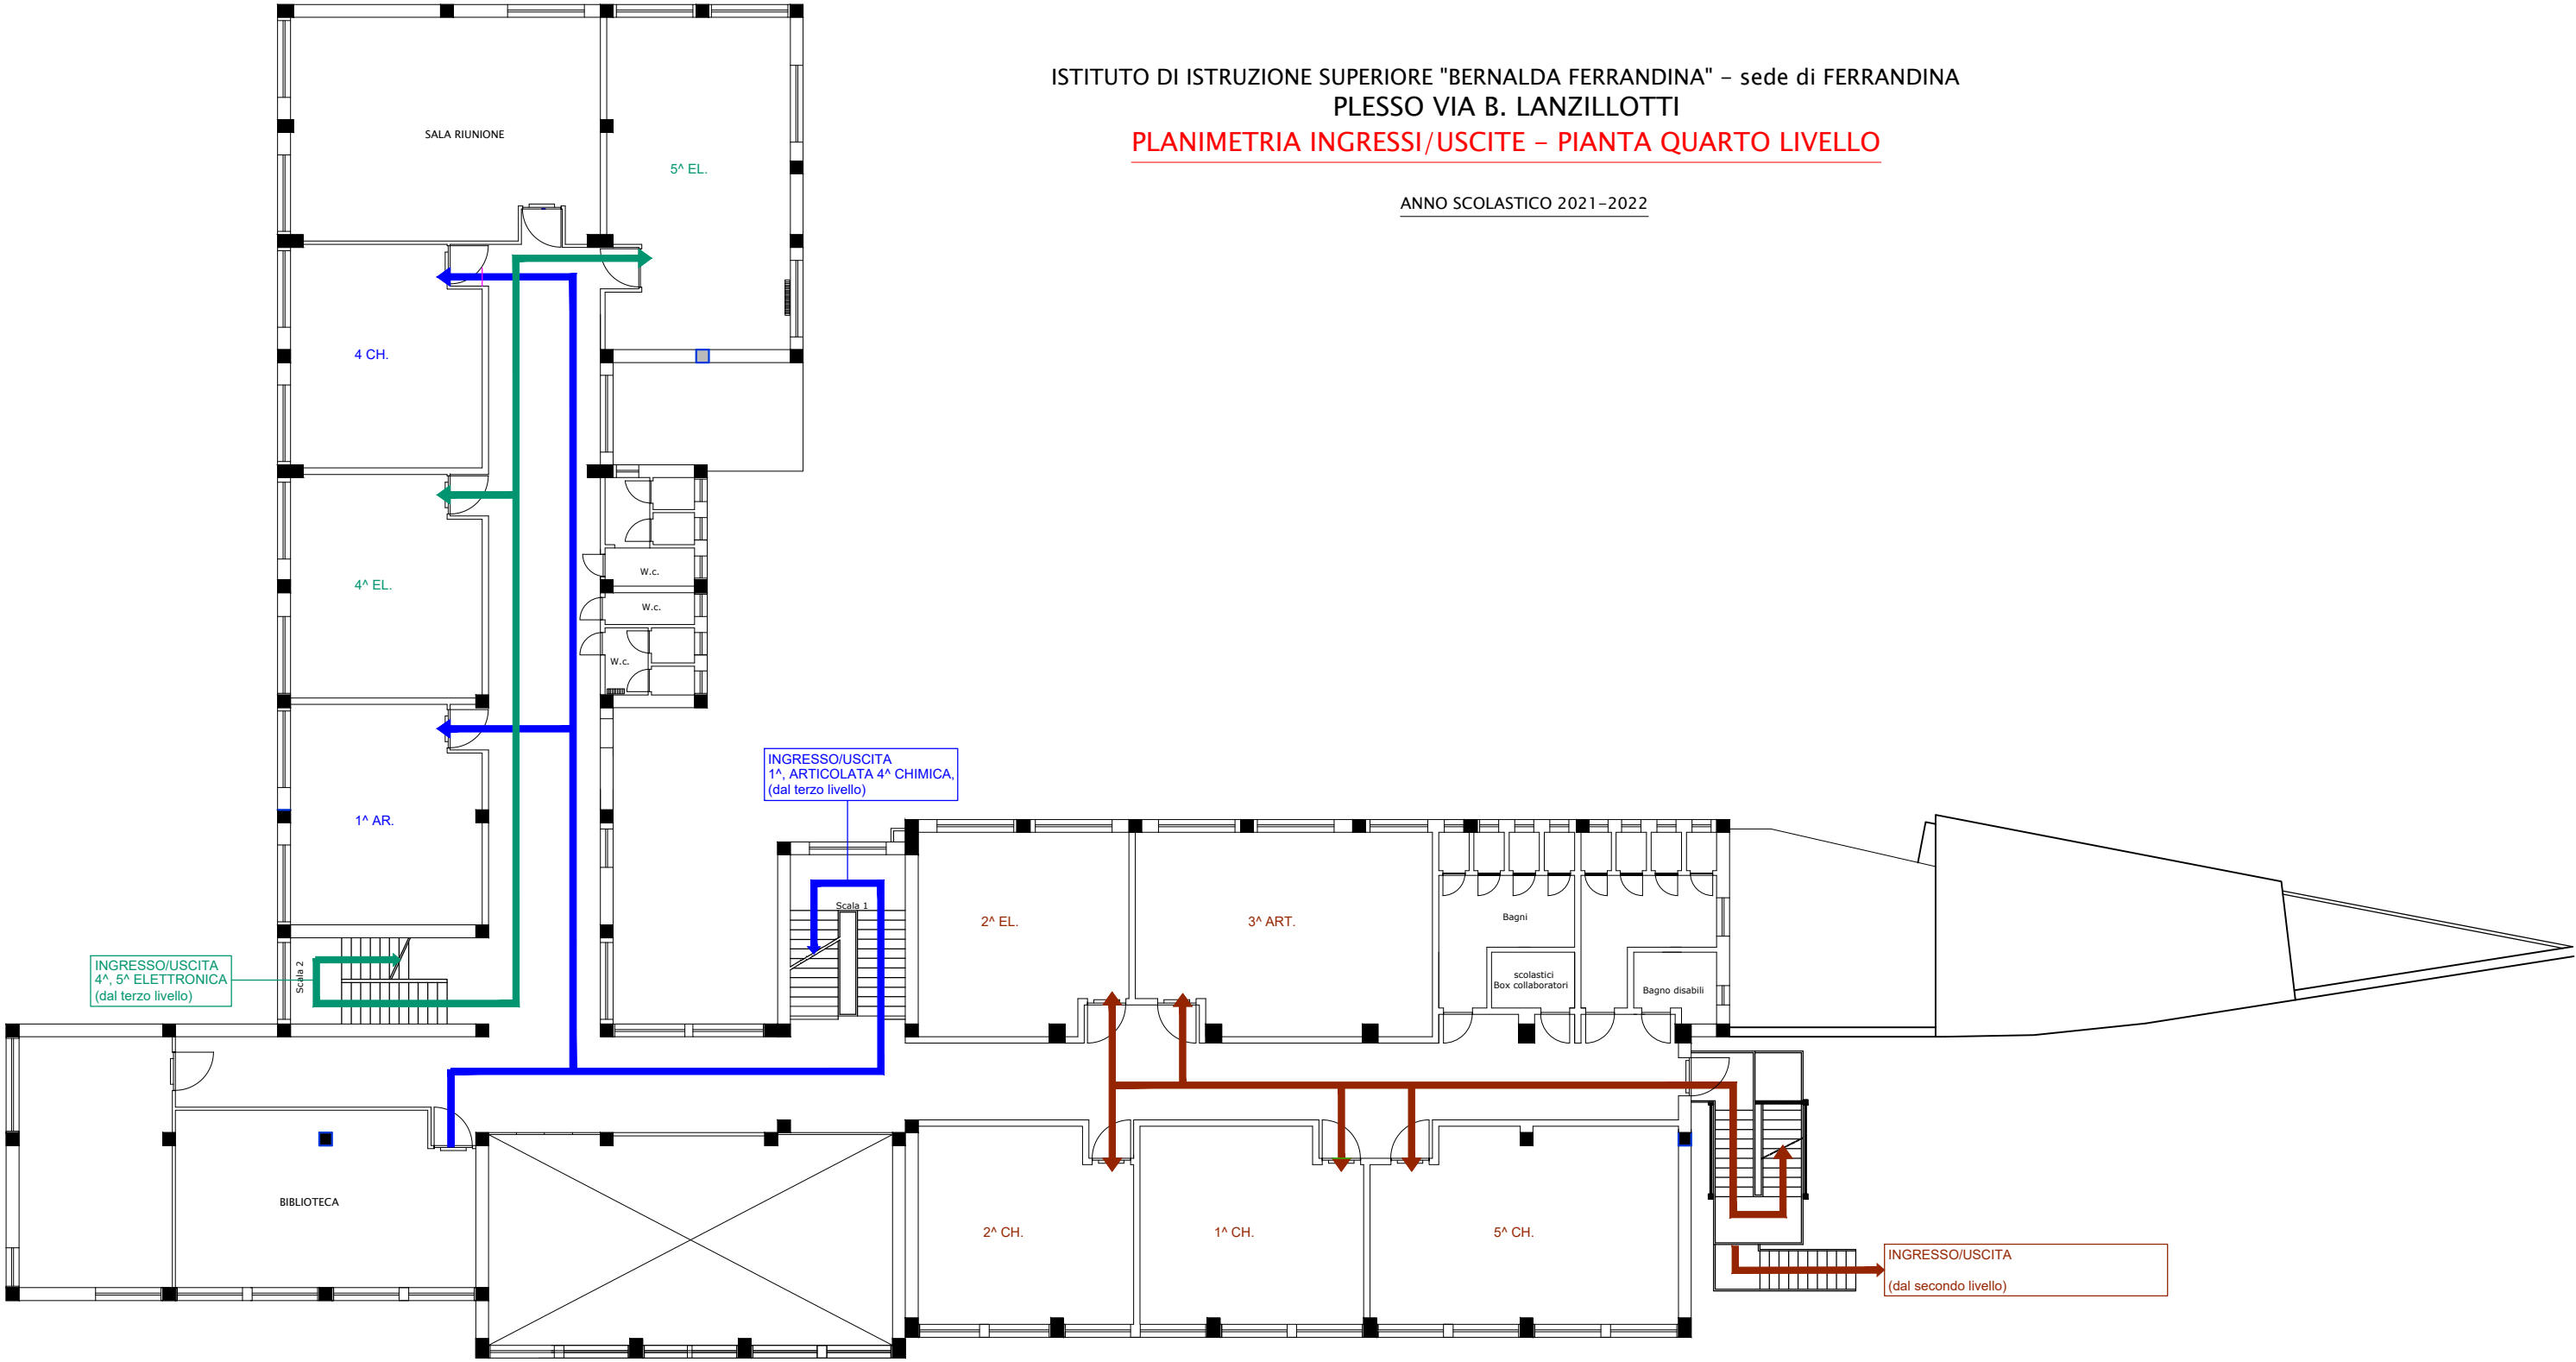 ISTITUTO DI ISTRUZIONE SUPERIORE "BERNALDA FERRANDINA" - sede di FERRANDINA
PLESSO VIA B. LANZILLOTTI
PLANIMETRIA INGRESSI/USCITE - PIANTA QUARTO LIVELLO
ANNO SCOLASTICO 2021-2022
SALA RIUNIONE
5^ EL.
4 CH.
4^ EL.
W.c.
W.c.
W.c.
1^ AR.
INGRESSO/USCITA
1^, ARTICOLATA 4^ CHIMICA,
(dal terzo livello)
Scala 1
2^ EL.
3^ ART.
Bagni
scolastici
Box collaboratori
Bagno disabili
INGRESSO/USCITA
4^, 5^ ELETTRONICA
(dal terzo livello)
Scala 2
BIBLIOTECA
2^ CH.
1^ CH.
5^ CH.
INGRESSO/USCITA
(dal secondo livello)